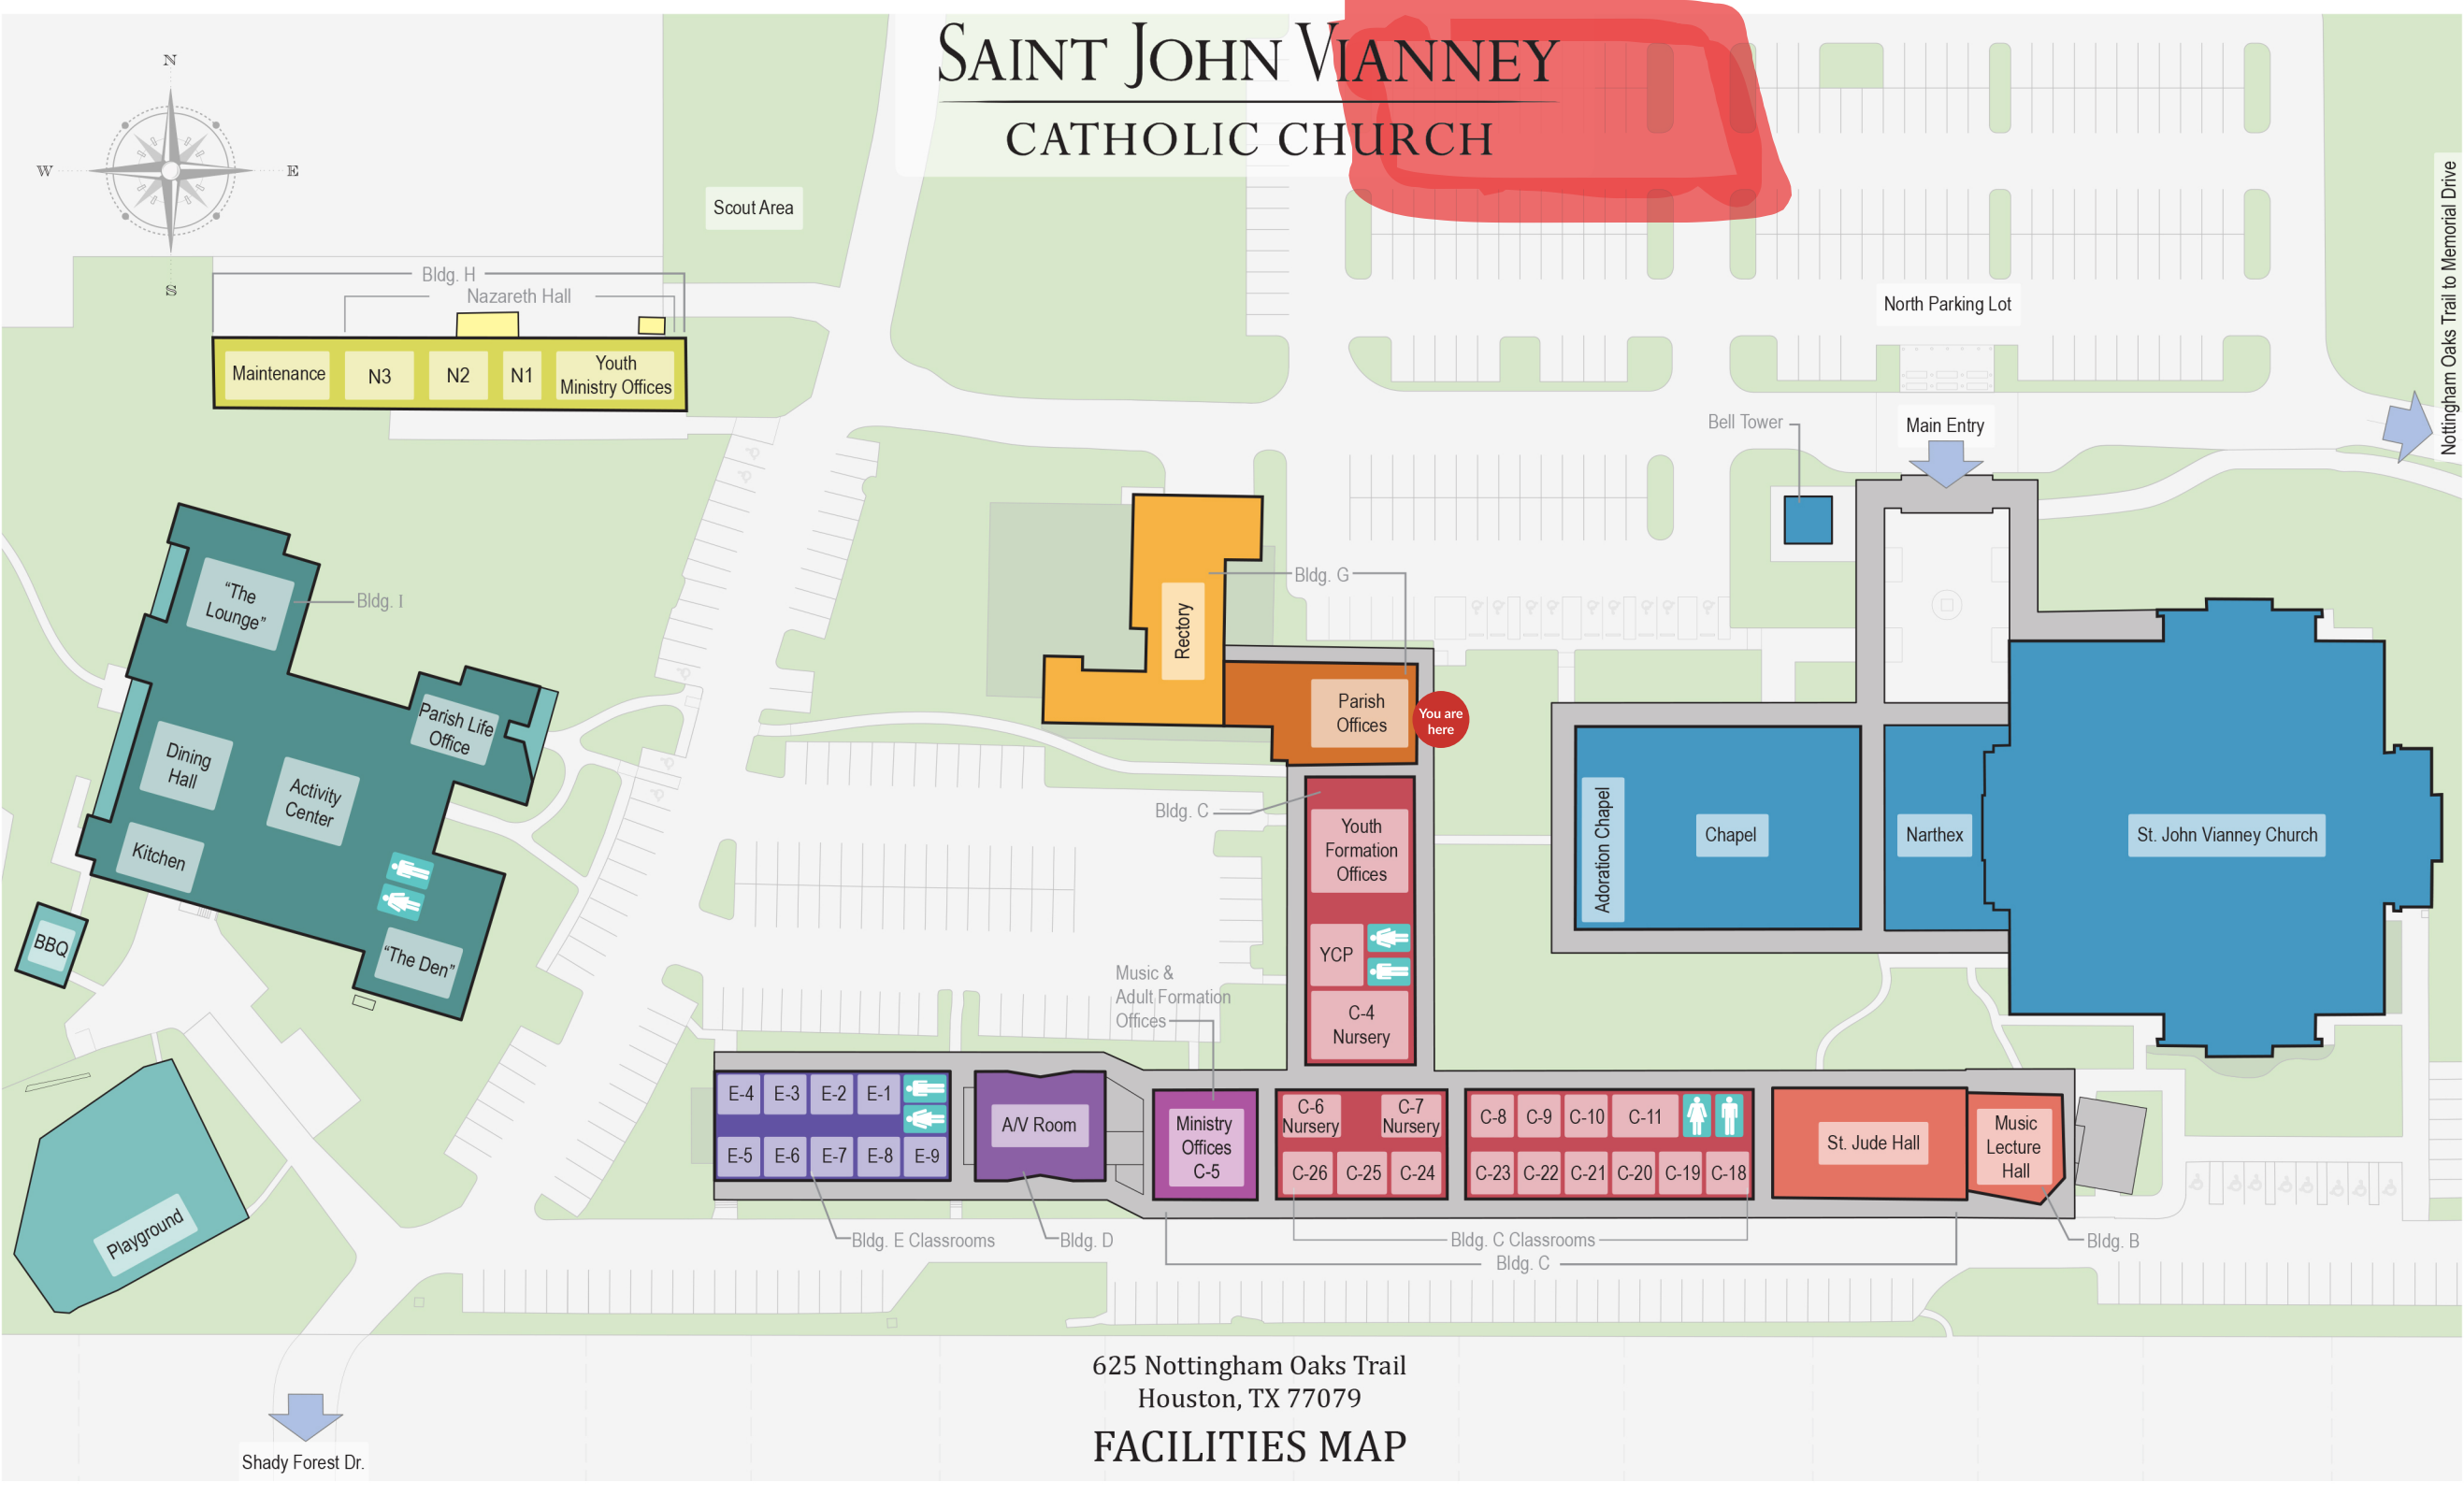 SAINT JOHN VIANNEY
CATHOLIC CHURCH
N
W
E
S
Scout Area
Bldg. H
Nazareth Hall
Maintenance
N3
N2
N1
Youth
Ministry Offices
North Parking Lot
Nottingham Oaks Trail to Memorial Drive
Bell Tower
Main Entry
"The
Lounge"
Bldg. I
Parish Life
Office
Dining
Hall
Activity
Center
Kitchen
BBQ
"The Den"
Playground
Rectory
Bldg. G
Parish
Offices
You are
here
Bldg. C
Youth
Formation
Offices
YCP
C-4
Nursery
Adoration Chapel
Chapel
Narthex
St. John Vianney Church
Music &
Adult Formation
Offices
E-4
E-3
E-2
E-1
E-5
E-6
E-7
E-8
E-9
A/V Room
Ministry
Offices
C-5
C-6
Nursery
C-7
Nursery
C-26
C-25
C-24
C-8
C-9
C-10
C-11
C-23
C-22
C-21
C-20
C-19
C-18
St. Jude Hall
Music
Lecture
Hall
Bldg. E Classrooms
Bldg. D
Bldg. C Classrooms
Bldg. C
Bldg. B
625 Nottingham Oaks Trail
Houston, TX 77079
FACILITIES MAP
Shady Forest Dr.